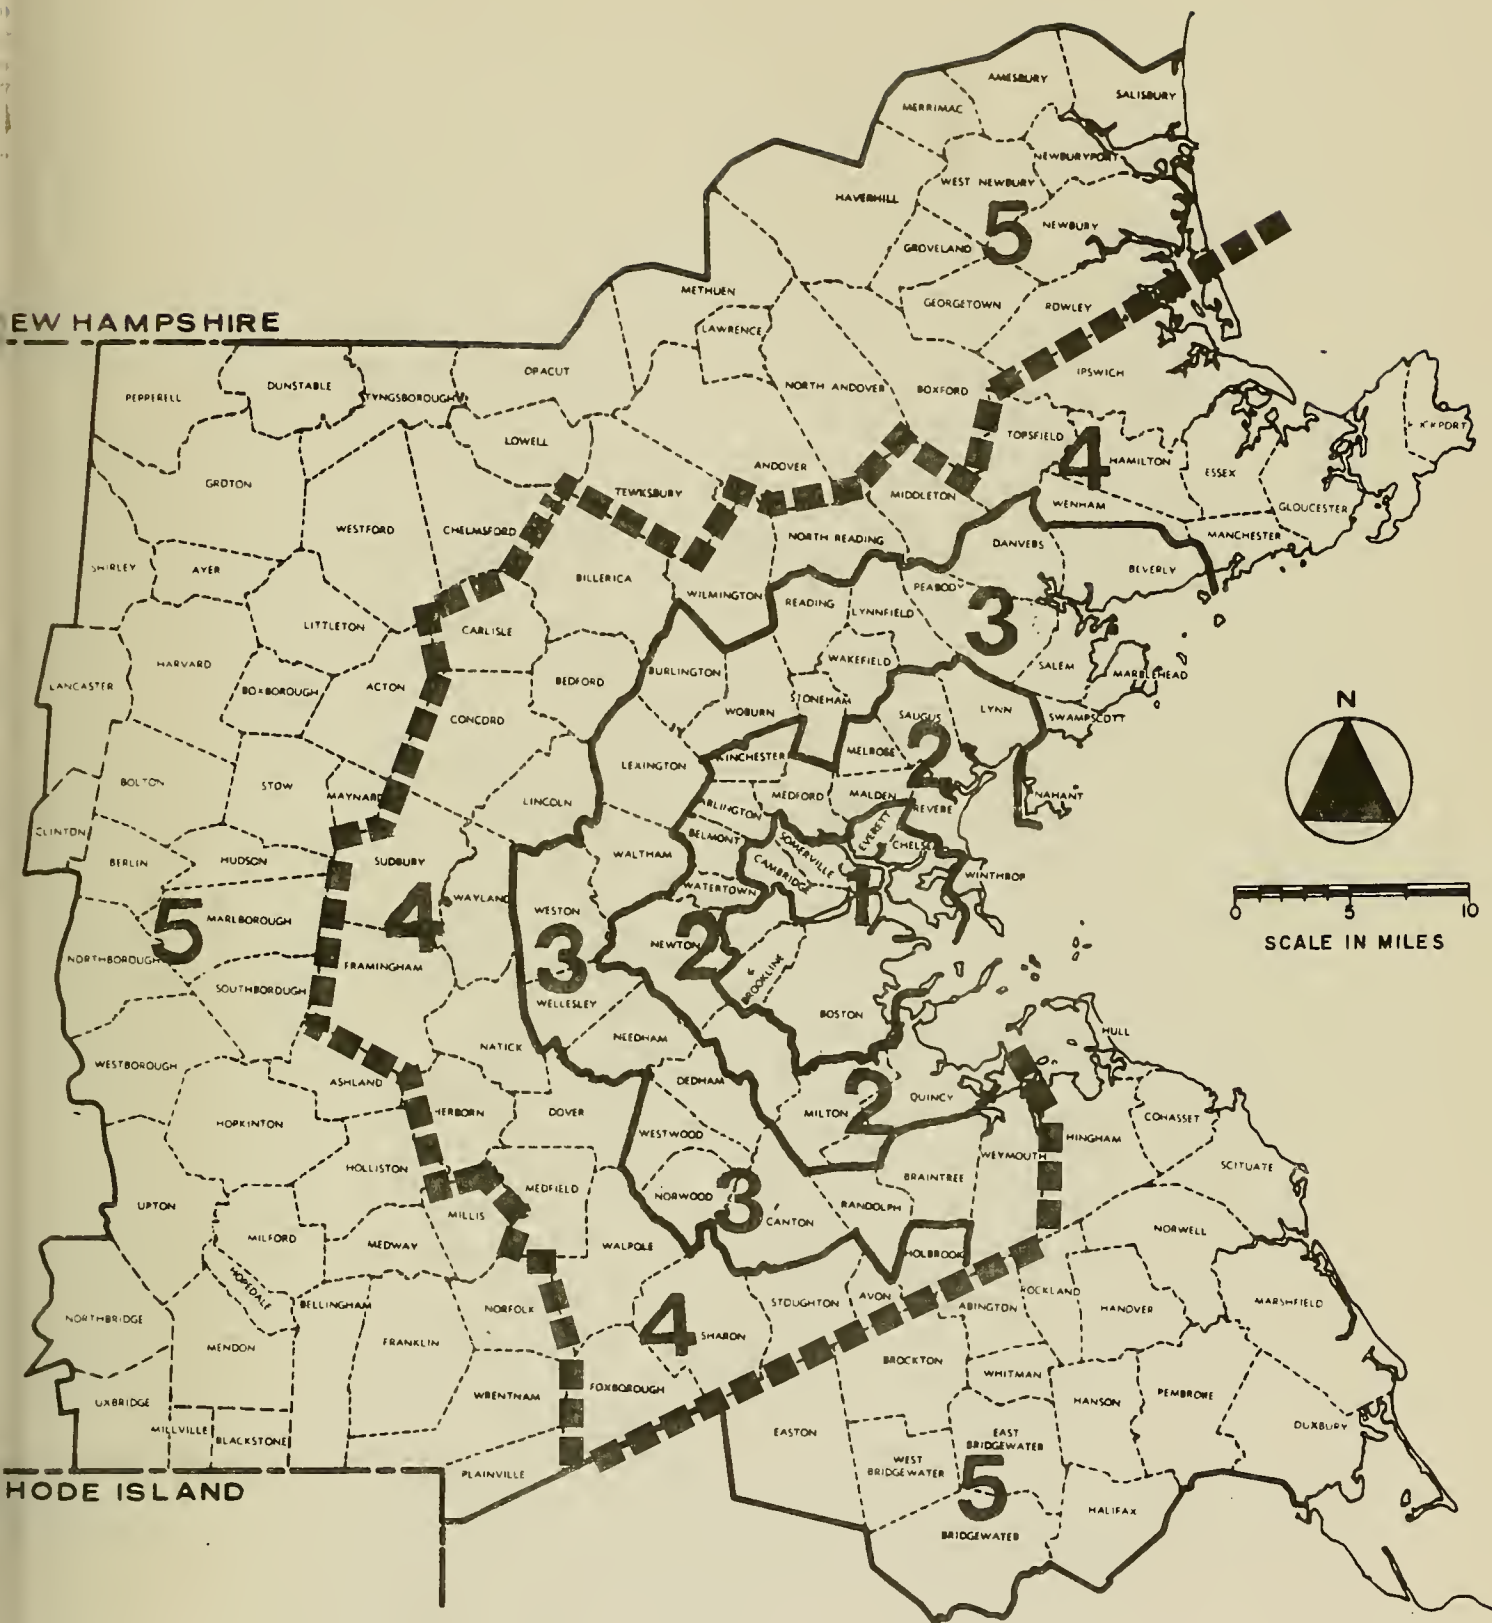 AMESBURY
SALISBURY
MERRIMAC
NEWBURYPORT
WEST NEWBURY
HAVERHILL
5
NEWBURY
GROVELAND
METHUEN
GEORGETOWN
ROWLEY
EW HAMPSHIRE
LAWRENCE
DRACUT
IPSWICH
DUNSTABLE
NORTH ANDOVER
BOXFORD
PEPPERELL
TYNGSBOROUGH
TOPSFIELD
LOWELL
4
HAMILTON
ANDOVER
ESSEX
GROTON
TEWKSBURY
MIDDLETON
WENHAM
GLOUCESTER
WESTFORD
CHELMSFORD
NORTH READING
DANVERS
MANCHESTER
SHIRLEY
AYER
BILLERICA
BEVERLY
PEABODY
WILMINGTON
READING
LYNNFIELD
3
LITTLETON
CARLISLE
HARVARD
WAKEFIELD
SALEM
BURLINGTON
MARBLEHEAD
LANCASTER
BOXBOROUGH
ACTON
BEDFORD
STONEHAM
N
WOBURN
SAUGUS
LYNN
SWAMPSCOTT
CONCORD
2
MELROSE
WINCHESTER
LEXINGTON
BOLTON
STOW
MAYNARD
MEDFORD
MALDEN
NAHANT
LINCOLN
ARLINGTON
REVERE
CLINTON
BELMONT
SOMERVILLE
EVERETT
CHELSEA
BERLIN
HUDSON
SUDBURY
WALTHAM
CAMBRIDGE
WINTHROP
WATERTOWN
1
WAYLAND
0
5
10
4
WESTON
MARLBOROUGH
5
NEWTON
2
SCALE IN MILES
3
NORTHBOROUGH
FRAMINGHAM
BROOKLINE
SOUTHBOROUGH
WELLESLEY
BOSTON
NEEDHAM
HULL
NATICK
WESTBOROUGH
ASHLAND
DEDHAM
QUINCY
2
MILTON
SHERBORN
DOVER
COHASSET
HOPKINTON
WESTWOOD
HINGHAM
WEYMOUTH
HOLLISTON
SCITUATE
BRAINTREE
MEDFIELD
NORWOOD
3
RANDOLPH
UPTON
MILLIS
CANTON
NORWELL
MILFORD
MEDWAY
WALPOLE
HOLBROOK
HOPEDALE
ROCKLAND
STOUGHTON
AVON
BELLINGHAM
NORFOLK
ABINGTON
HANOVER
MARSHFIELD
NORTHBRIDGE
4
SHARON
FRANKLIN
MENDON
BROCKTON
WHITMAN
FOXBOROUGH
WRENTHAM
PEMBROKE
HANSON
UXBRIDGE
DUXBURY
MILLVILLE
EASTON
BLACKSTONE
EAST
BRIDGEWATER
WEST
BRIDGEWATER
PLAINVILLE
HODE ISLAND
5
HALIFAX
BRIDGEWATER